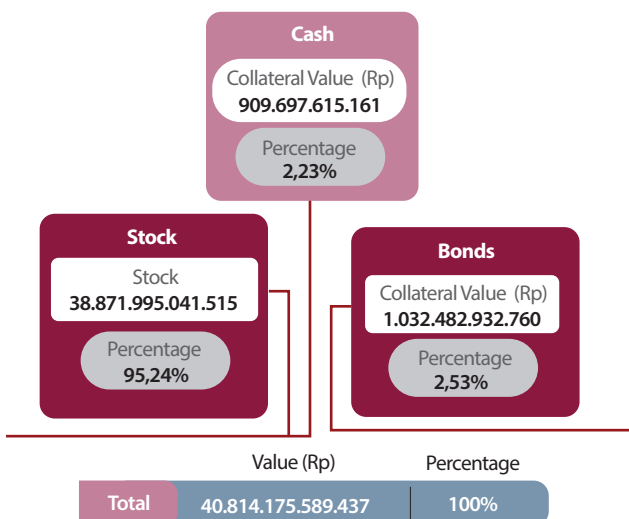 Cash
Collateral Value (Rp)
909.697.615.161
Percentage
2,23%
Stock
Stock
38.871.995.041.515
Percentage
95,24%
Bonds
Collateral Value (Rp)
1.032.482.932.760
Percentage
2,53%
Value (Rp) Percentage
Total 40.814.175.589.437 100%